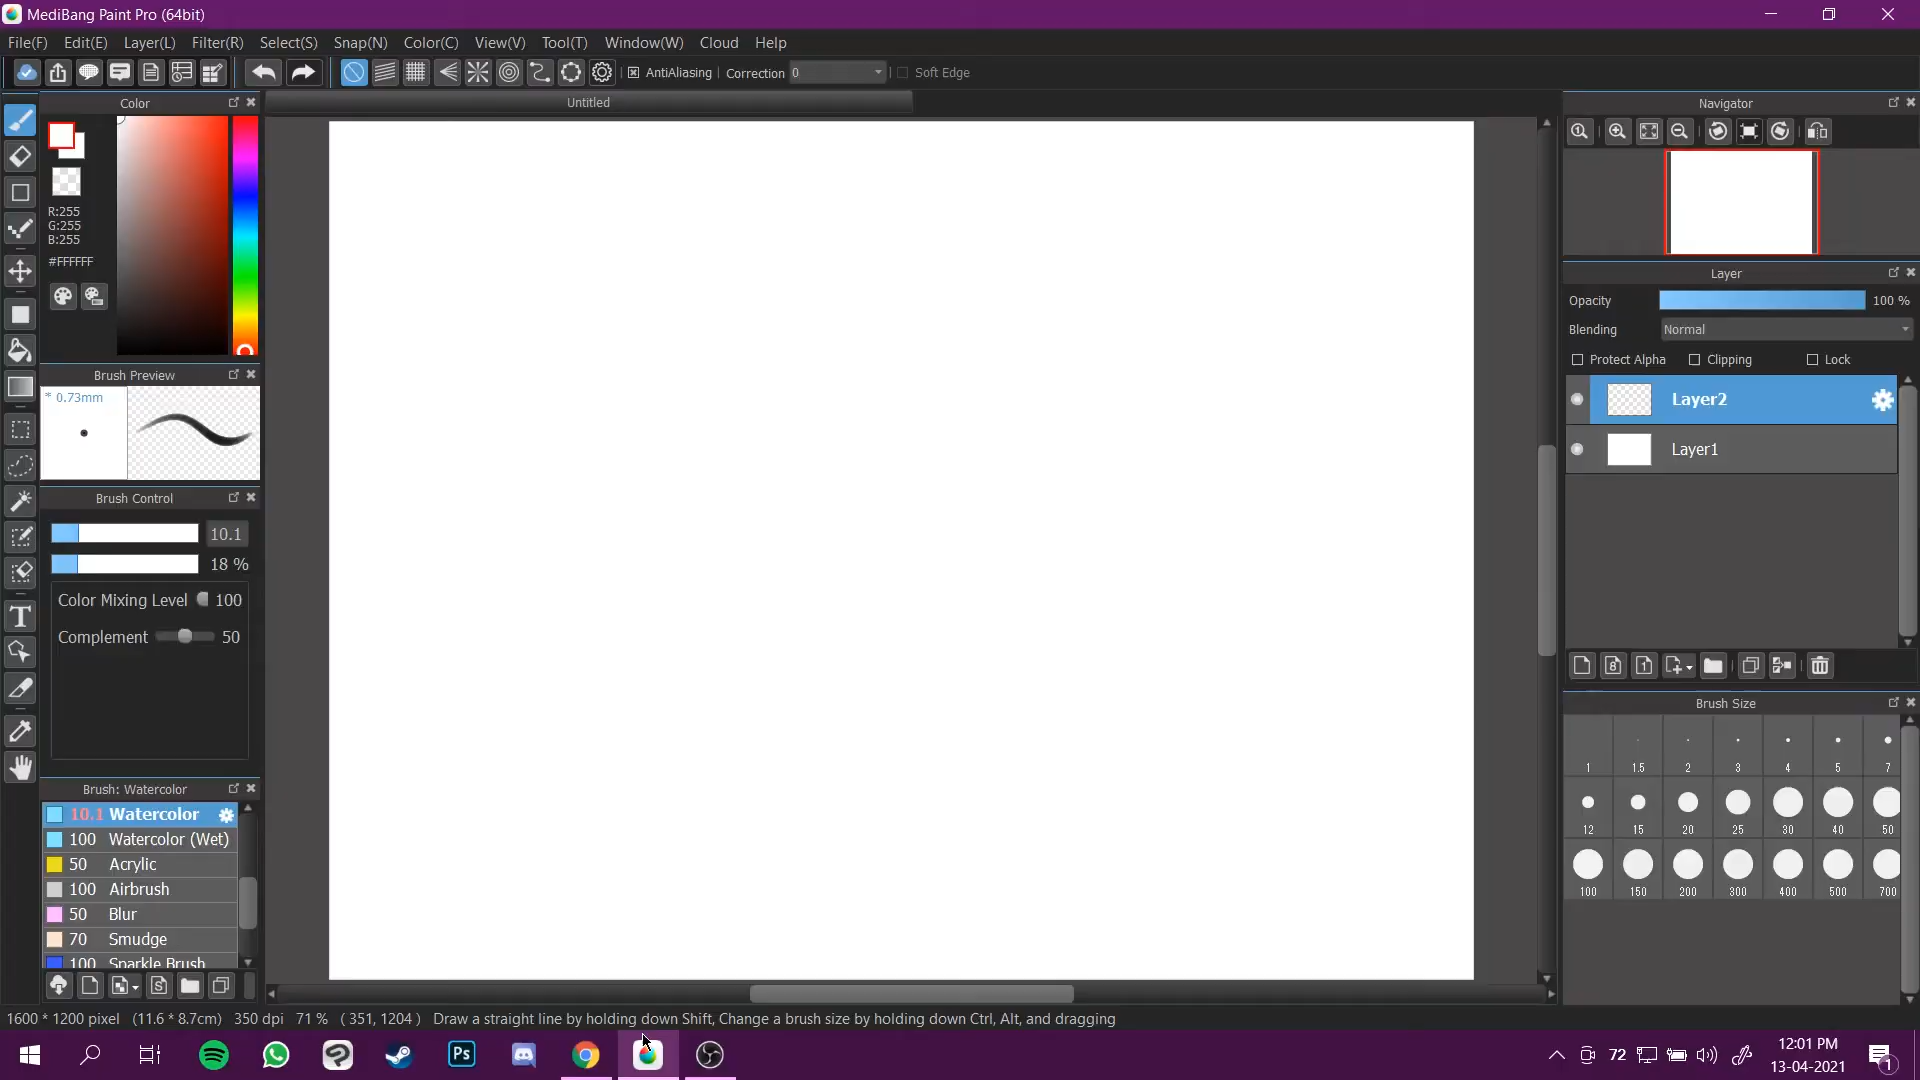 MediBang Paint Pro (64bit)
File(F) Edit(E) Layer(L) Filter(R) Select(S) Snap(N) Color(C) View(V) Tool(T) Window(W) Cloud Help
AntiAliasing Correction 0 Soft Edge
Color
Untitled
Navigator
R:255
G:255
B:255
#FFFFFF
Layer
Opacity 100 %
Blending Normal
Protect Alpha Clipping Lock
Brush Preview
* 0.73mm
Layer2
Layer1
Brush Control
10.1
18 %
Color Mixing Level 100
Complement 50
Brush Size
1 1.5 2 3 4 5 7
12 15 20 25 30 40 50
100 150 200 300 400 500 700
Brush: Watercolor
10.1 Watercolor
100 Watercolor (Wet)
50 Acrylic
100 Airbrush
50 Blur
70 Smudge
100 Sparkle Brush
1600 * 1200 pixel (11.6 * 8.7cm) 350 dpi 71 % ( 351, 1204 ) Draw a straight line by holding down Shift, Change a brush size by holding down Ctrl, Alt, and dragging
Ps
72
12:01 PM
13-04-2021
1